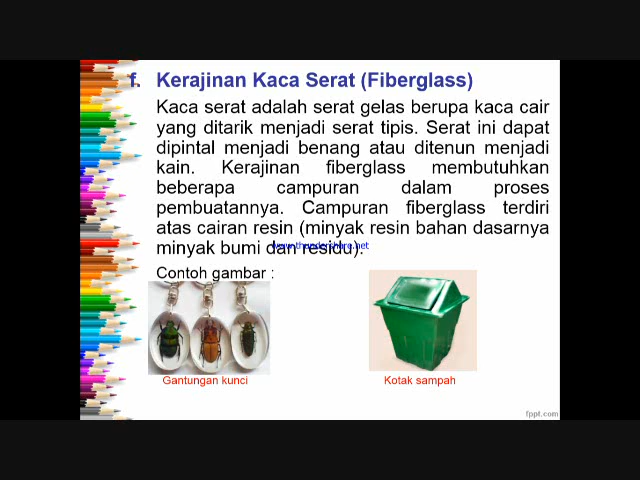 f. Kerajinan Kaca Serat (Fiberglass)
Kaca serat adalah serat gelas berupa kaca cair
yang ditarik menjadi serat tipis. Serat ini dapat
dipintal menjadi benang atau ditenun menjadi
kain. Kerajinan fiberglass membutuhkan
beberapa campuran dalam proses
pembuatannya. Campuran fiberglass terdiri
atas cairan resin (minyak resin bahan dasarnya
www.thundershare.net
minyak bumi dan residu).
Contoh gambar :
Gantungan kunci
Kotak sampah
fppt.com